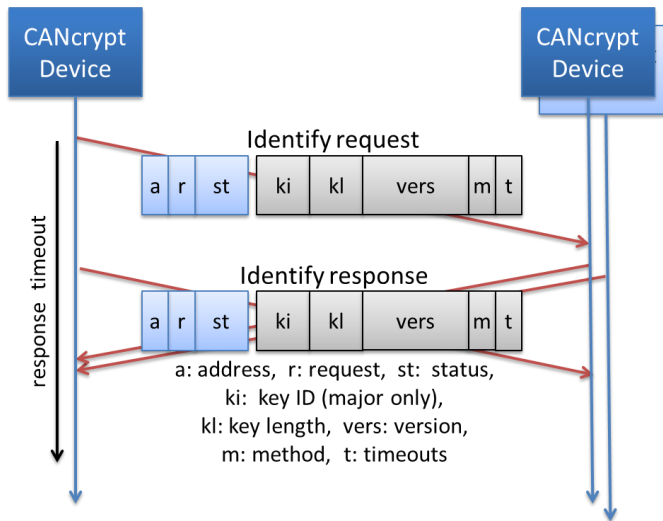 CANcrypt
Device
CANcrypt
Device
Identify request
a r st ki kl vers m t
response timeout
Identify response
a r st ki kl vers m t
a: address, r: request, st: status,
ki: key ID (major only),
kl: key length, vers: version,
m: method, t: timeouts